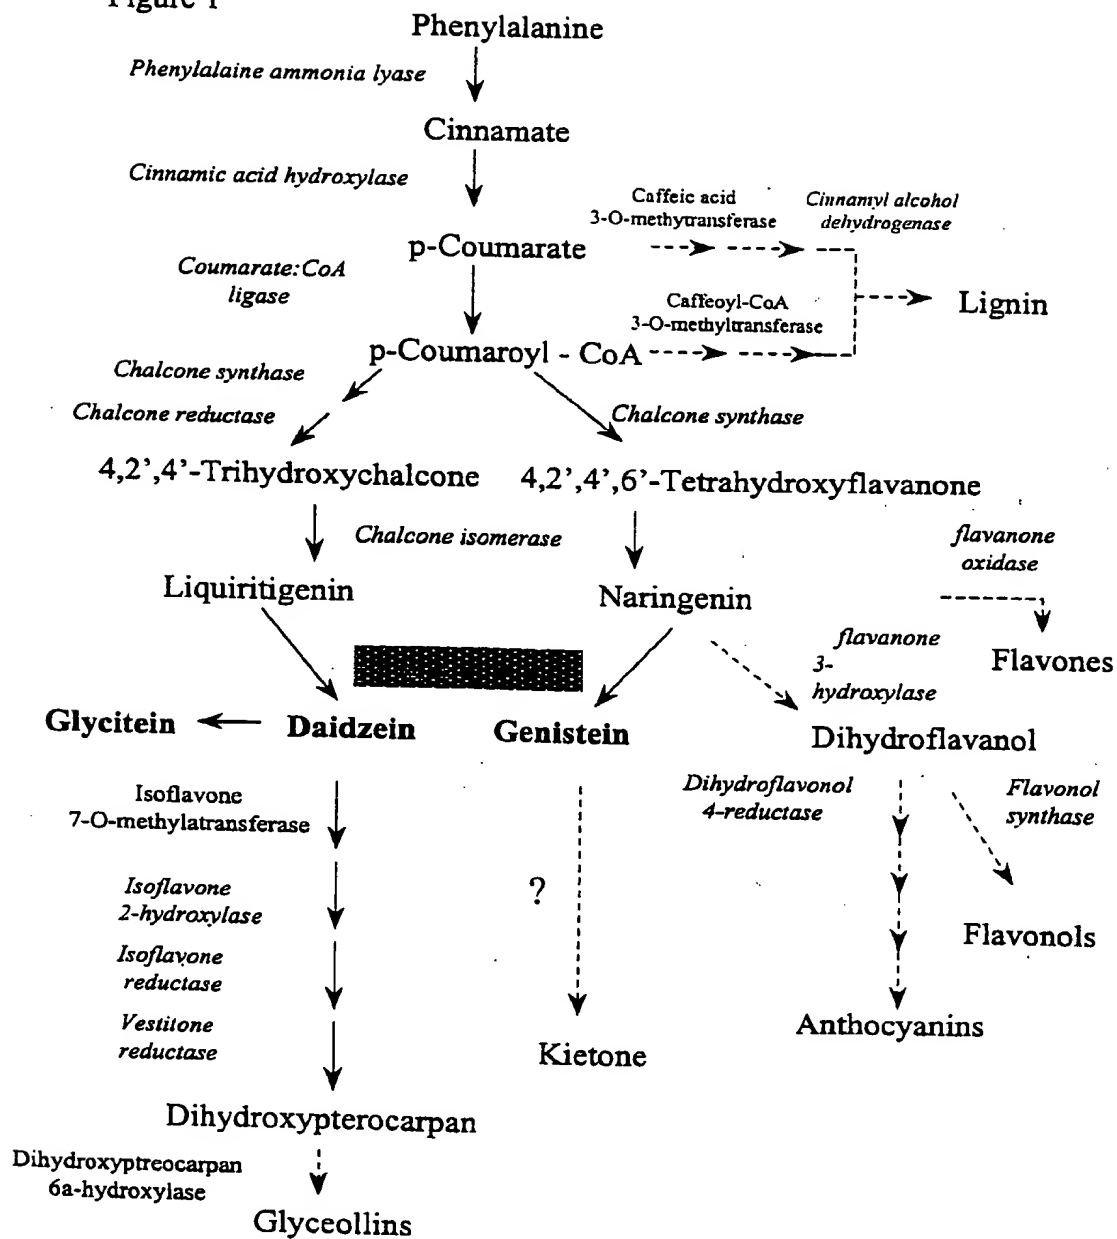 Figure 1
Phenylalanine
Phenylalaine ammonia lyase
Cinnamate
Cinnamic acid hydroxylase
Caffeic acid
3-O-methytransferase
Cinnamyl alcohol
dehydrogenase
p-Coumarate
Coumarate:CoA
ligase
Caffeoyl-CoA
3-O-methyltransferase
Lignin
p-Coumaroyl - CoA
Chalcone synthase
Chalcone reductase
Chalcone synthase
4,2',4'-Trihydroxychalcone
4,2',4',6'-Tetrahydroxyflavanone
Chalcone isomerase
flavanone
oxidase
Liquiritigenin
Naringenin
flavanone
3-
hydroxylase
Flavones
Glycitein
Daidzein
Genistein
Dihydroflavanol
Isoflavone
7-O-methylatransferase
Dihydroflavonol
4-reductase
Flavonol
synthase
Isoflavone
2-hydroxylase
?
Flavonols
Isoflavone
reductase
Vestitone
reductase
Kietone
Anthocyanins
Dihydroxypterocarpan
Dihydroxyptreocarpan
6a-hydroxylase
Glyceollins